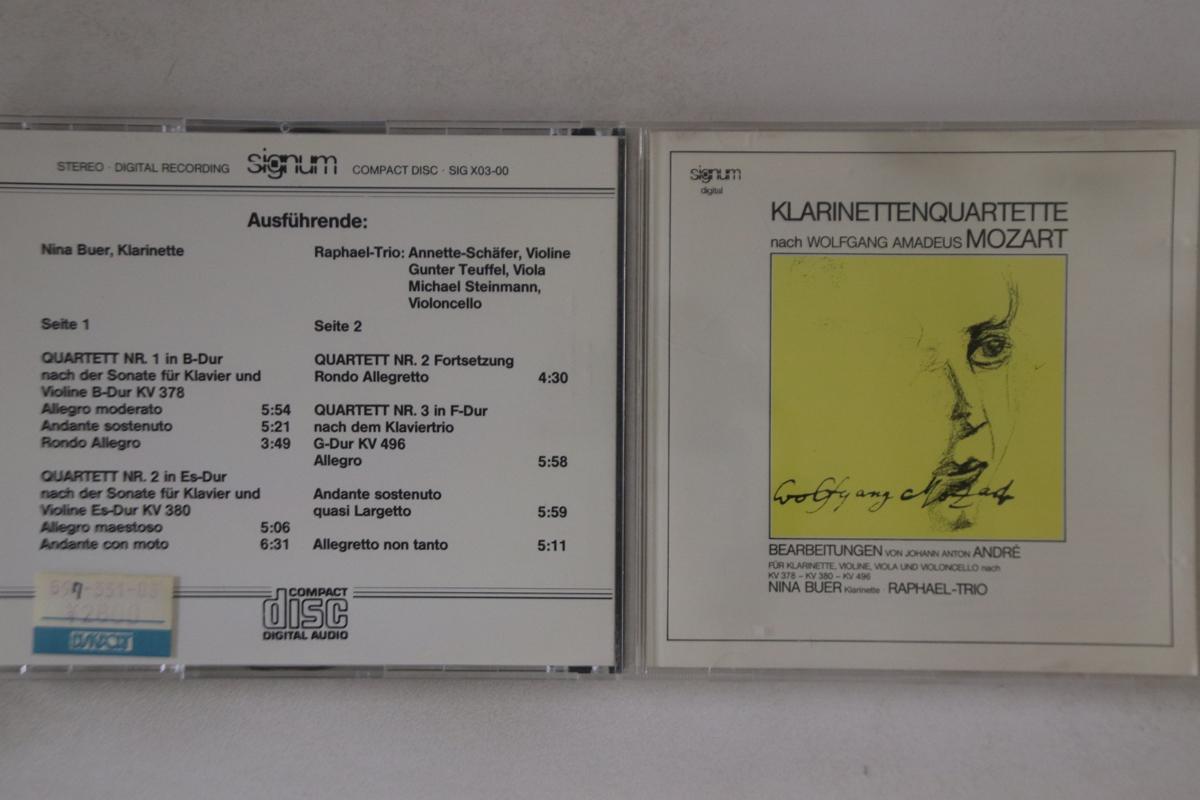 STEREO · DIGITAL RECORDING signum COMPACT DISC · SIG X03-00
Ausführende:
Nina Buer, Klarinette
Raphael-Trio: Annette-Schäfer, Violine
Gunter Teuffel, Viola
Michael Steinmann,
Violoncello
Seite 1
QUARTETT NR. 1 in B-Dur
nach der Sonate für Klavier und
Violine B-Dur KV 378
Allegro moderato 5:54
Andante sostenuto 5:21
Rondo Allegro 3:49
QUARTETT NR. 2 in Es-Dur
nach der Sonate für Klavier und
Violine Es-Dur KV 380
Allegro maestoso 5:06
Andante con moto 6:31
Seite 2
QUARTETT NR. 2 Fortsetzung
Rondo Allegretto 4:30
QUARTETT NR. 3 in F-Dur
nach dem Klaviertrio
G-Dur KV 496
Allegro 5:58
Andante sostenuto
quasi Largetto 5:59
Allegretto non tanto 5:11
¥2800
COMPACT
disc
DIGITAL AUDIO
signum
digital
KLARINETTENQUARTETTE
nach WOLFGANG AMADEUS MOZART
Wolfgang Mozart
BEARBEITUNGEN VON JOHANN ANTON ANDRÉ
FÜR KLARINETTE, VIOLINE, VIOLA UND VIOLONCELLO nach
KV 378 – KV 380 – KV 496
NINA BUER Klarinette · RAPHAEL-TRIO